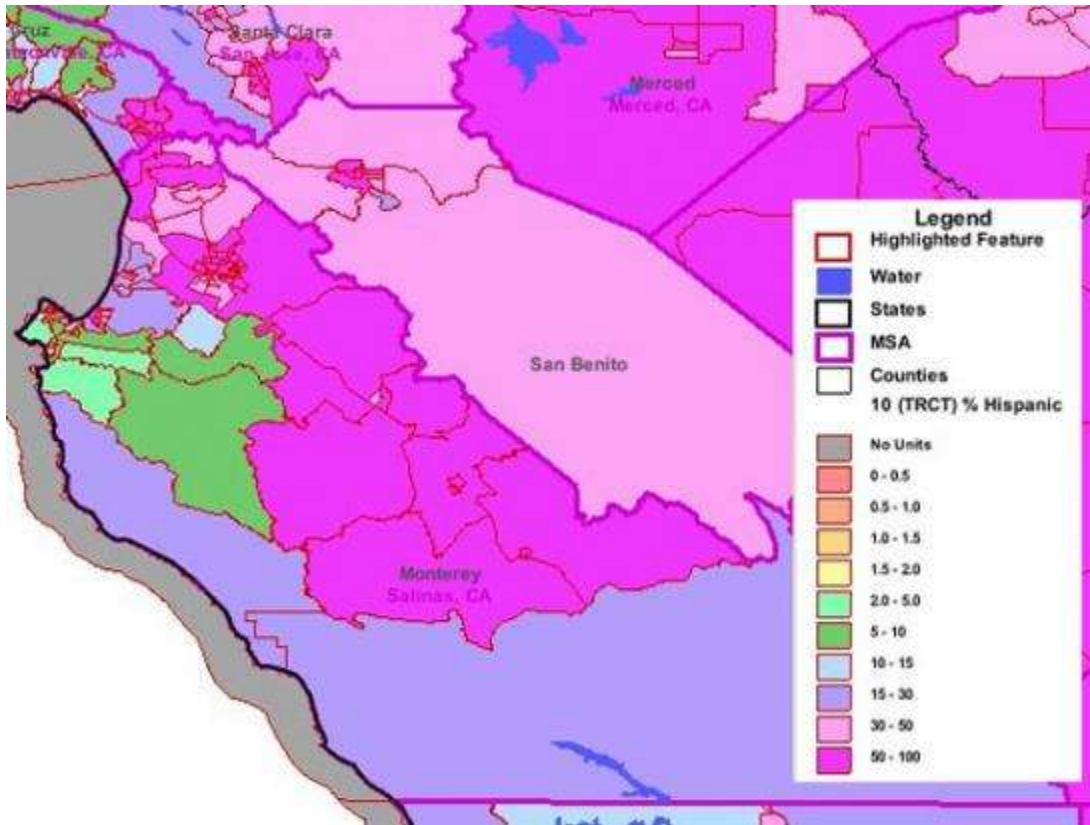 Cruz
Santa Clara
San Jose, CA
Merced
Merced, CA
San Benito
Monterey
Salinas, CA
Legend
Highlighted Feature
Water
States
MSA
Counties
10 (TRCT) % Hispanic
No Units
0 - 0.5
0.5 - 1.0
1.0 - 1.5
1.5 - 2.0
2.0 - 5.0
5 - 10
10 - 15
15 - 30
30 - 50
50 - 100